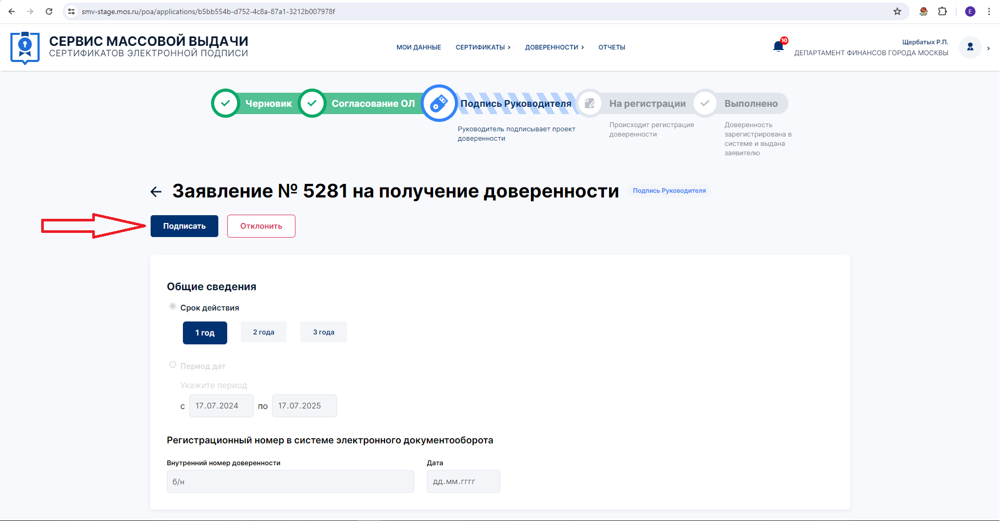 smv-stage.mos.ru/poa/applications/b5bb554b-d752-4c8a-87a1-3212b007978f
E
СЕРВИС МАССОВОЙ ВЫДАЧИ
СЕРТИФИКАТОВ ЭЛЕКТРОННОЙ ПОДПИСИ
МОИ ДАННЫЕ
СЕРТИФИКАТЫ
ДОВЕРЕННОСТИ
ОТЧЕТЫ
10
Щербатых Р.П.
ДЕПАРТАМЕНТ ФИНАНСОВ ГОРОДА МОСКВЫ
Черновик
Согласование ОЛ
Подпись Руководителя
Руководитель подписывает проект
доверенности
На регистрации
Происходит регистрация
доверенности
Выполнено
Доверенность
зарегистрирована в
системе и выдана
заявителю
Заявление № 5281 на получение доверенности
Подпись Руководителя
Подписать
Отклонить
Общие сведения
Срок действия
1 год
2 года
3 года
Период дат
Укажите период
с 17.07.2024 по 17.07.2025
Регистрационный номер в системе электронного документооборота
Внутренний номер доверенности
Дата
б/н
дд.мм.гггг